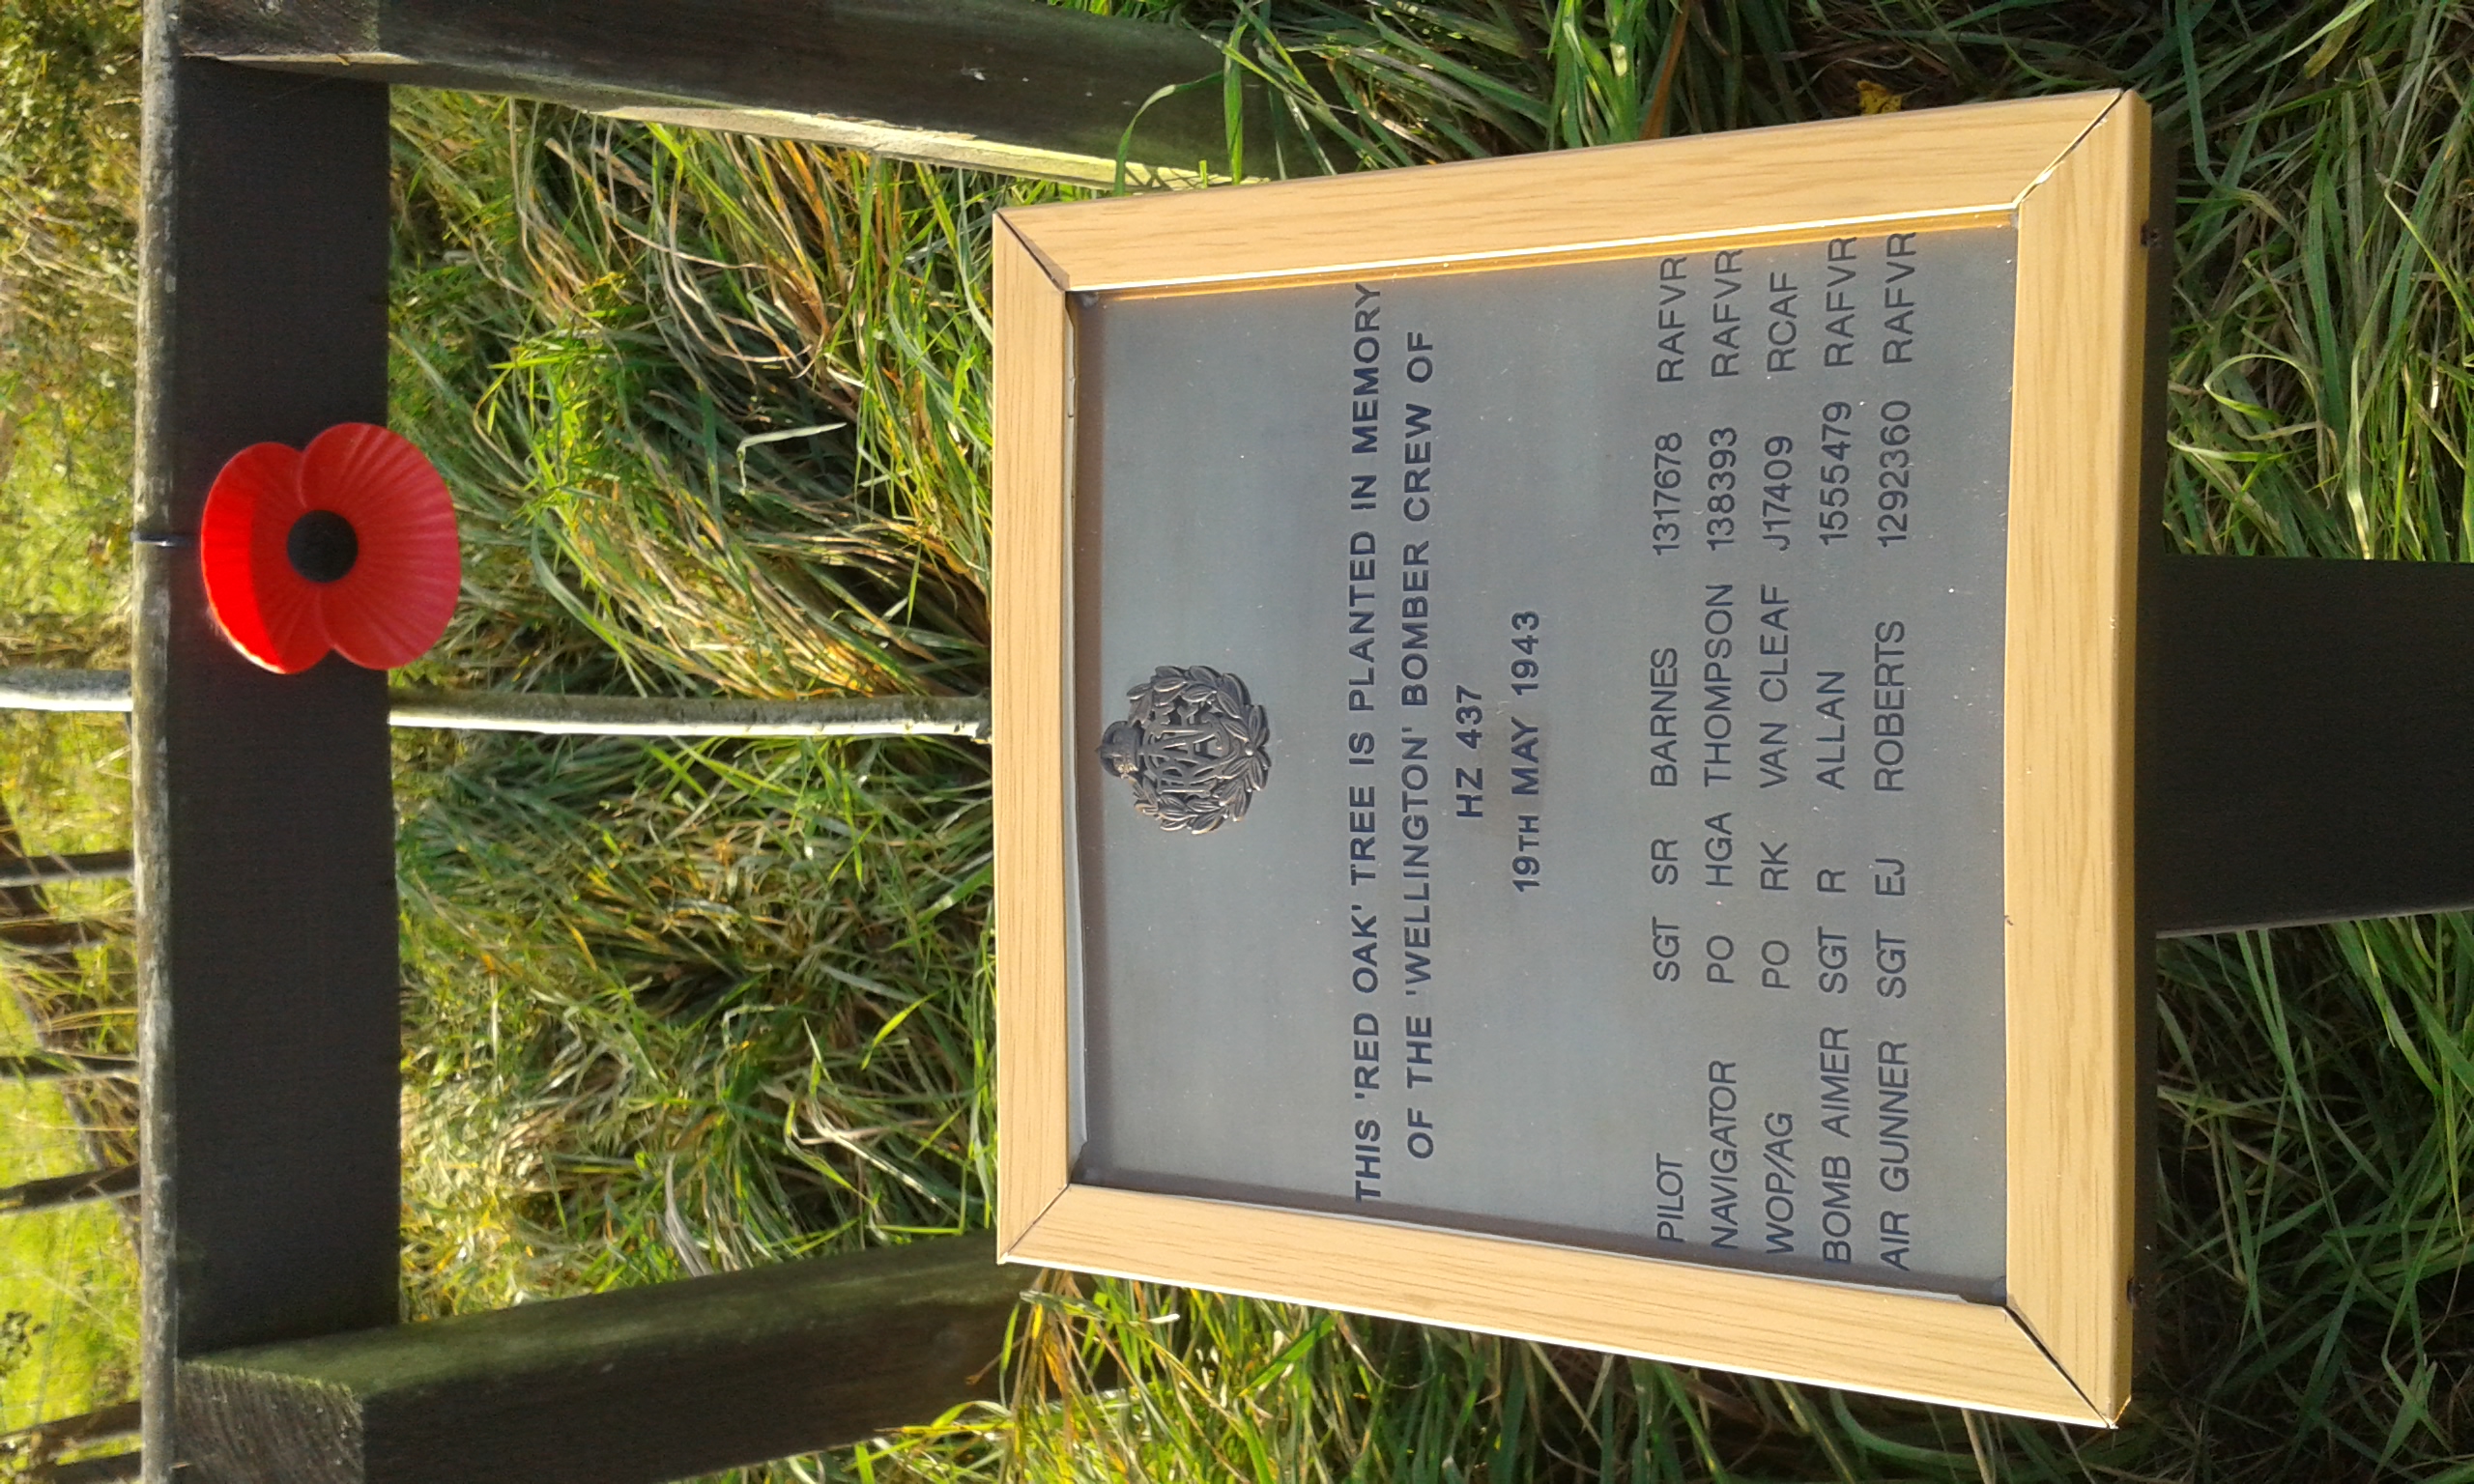 RAF
THIS 'RED OAK' TREE IS PLANTED IN MEMORY
OF THE 'WELLINGTON' BOMBER CREW OF
HZ 437
19TH MAY 1943
PILOT SGT SR BARNES 1317678 RAFVR
NAVIGATOR PO HGA THOMPSON 138393 RAFVR
WOP/AG PO RK VAN CLEAF J17409 RCAF
BOMB AIMER SGT R ALLAN 1555479 RAFVR
AIR GUNNER SGT EJ ROBERTS 1292360 RAFVR